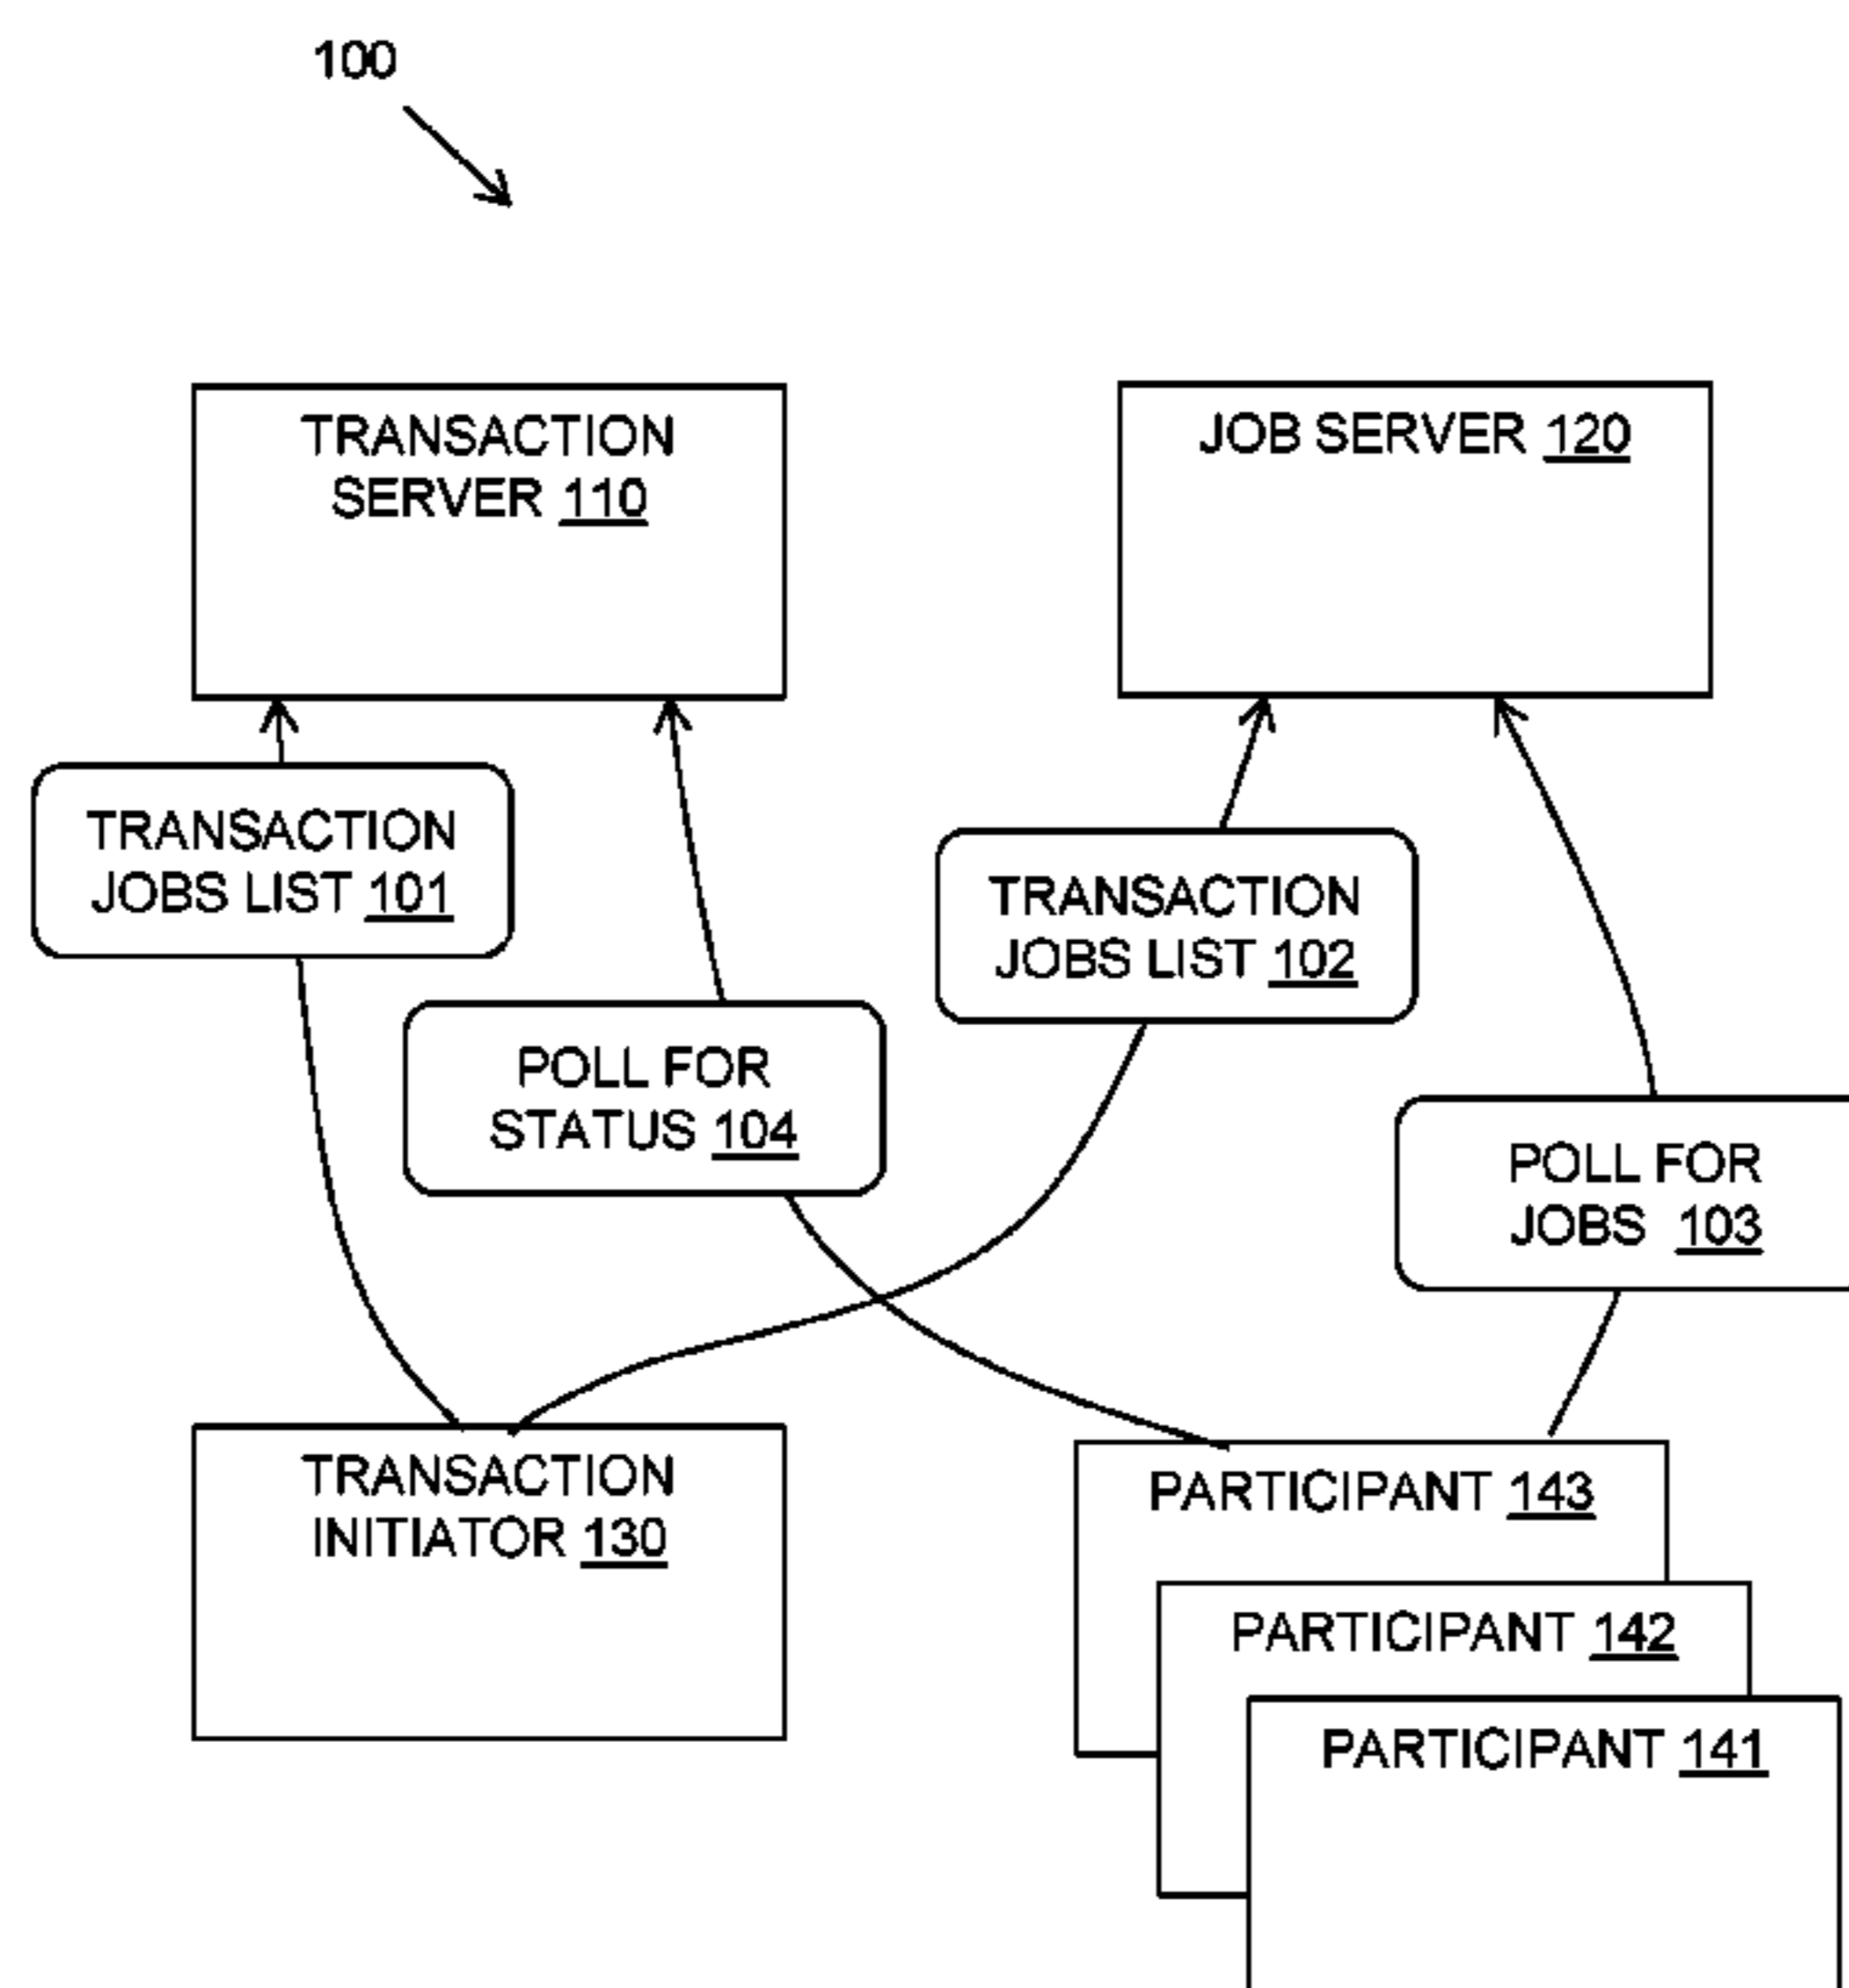 100
TRANSACTION
SERVER 110
JOB SERVER 120
TRANSACTION
JOBS LIST 101
TRANSACTION
JOBS LIST 102
POLL FOR
STATUS 104
POLL FOR
JOBS 103
TRANSACTION
INITIATOR 130
PARTICIPANT 143
PARTICIPANT 142
PARTICIPANT 141